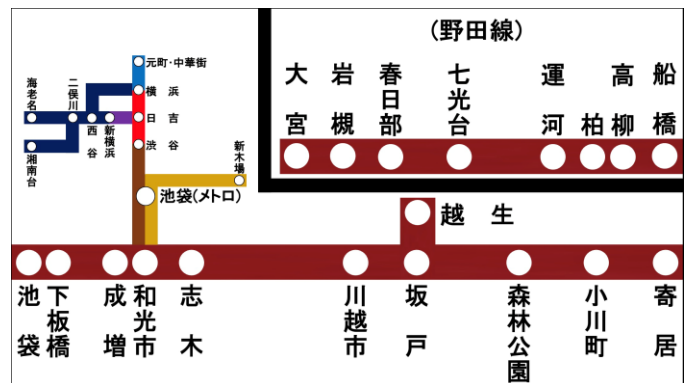 (野田線)
大宮
岩槻
春日部
七光台
運河
柏
高柳
船橋
元町・中華街
横浜
日吉
渋谷
海老名
二俣川
西谷
新横浜
湘南台
新木場
池袋(メトロ)
越生
池袋
下板橋
成増
和光市
志木
川越市
坂戸
森林公園
小川町
寄居